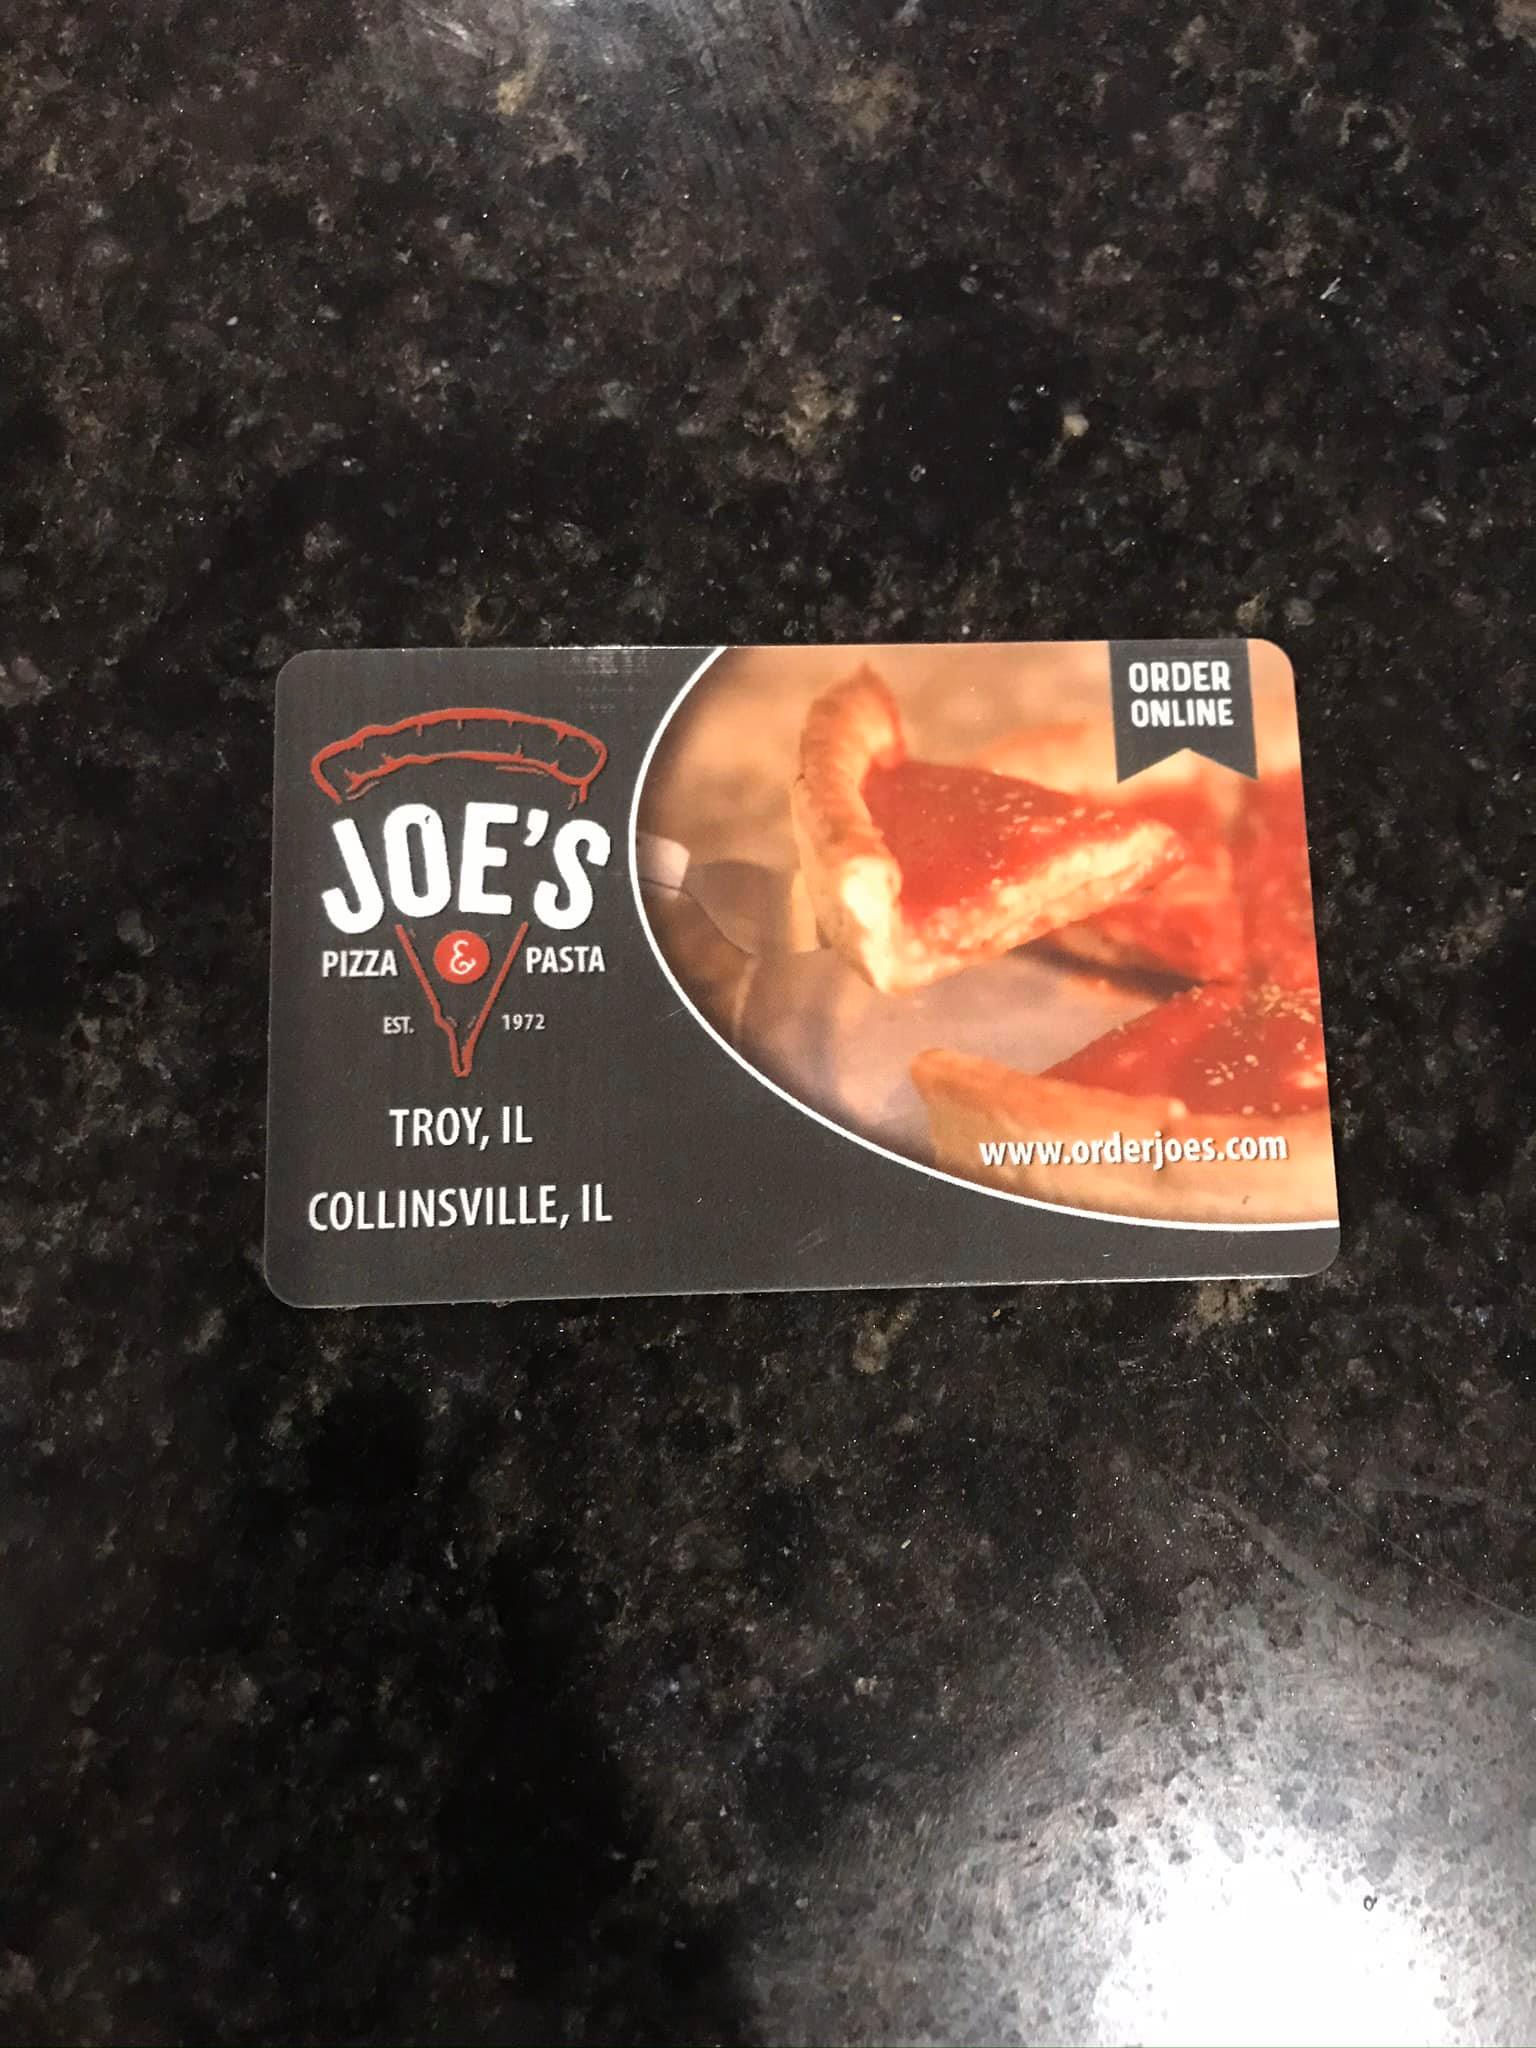 JOE'S
PIZZA & PASTA
EST. 1972
TROY, IL
COLLINSVILLE, IL
ORDER
ONLINE
www.orderjoes.com